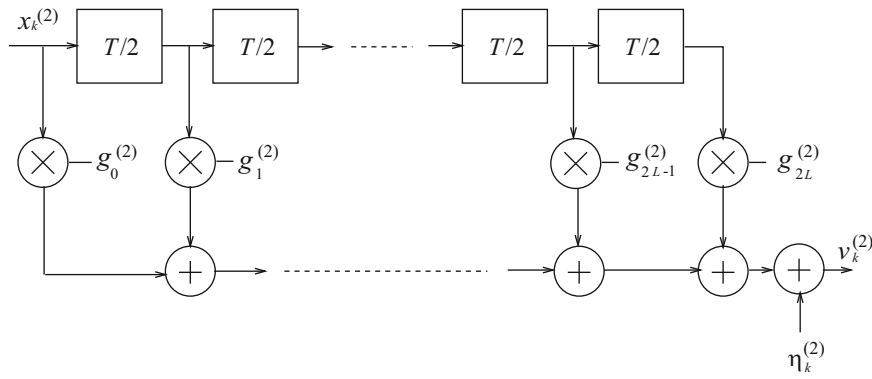 x_k^{(2)}
T/2 T/2 T/2 T/2
g_0^{(2)} g_1^{(2)} g_{2L-1}^{(2)} g_{2L}^{(2)}
v_k^{(2)}
η_k^{(2)}